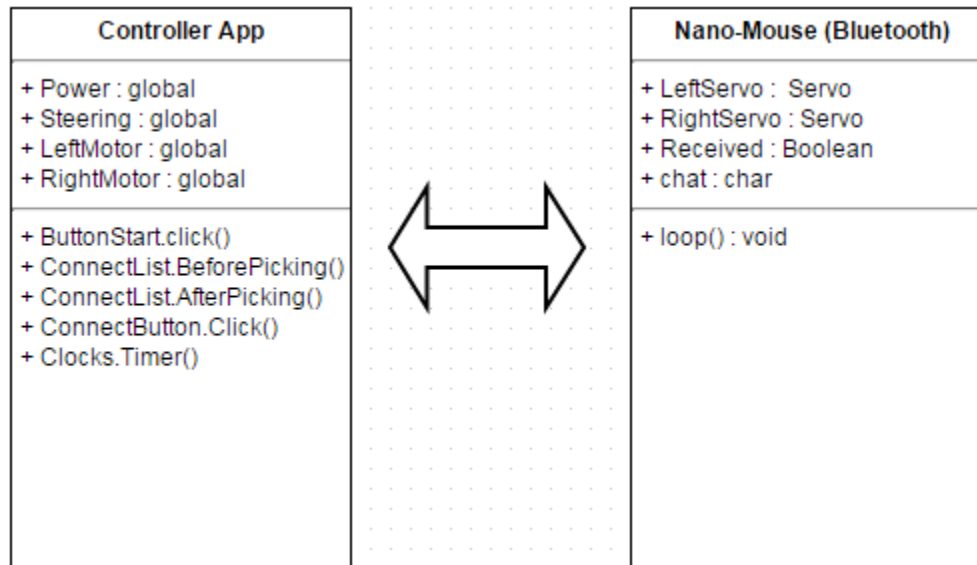 Controller App
+ Power : global
+ Steering : global
+ LeftMotor : global
+ RightMotor : global
+ ButtonStart.click()
+ ConnectList.BeforePicking()
+ ConnectList.AfterPicking()
+ ConnectButton.Click()
+ Clocks.Timer()
Nano-Mouse (Bluetooth)
+ LeftServo : Servo
+ RightServo : Servo
+ Received : Boolean
+ chat : char
+ loop() : void